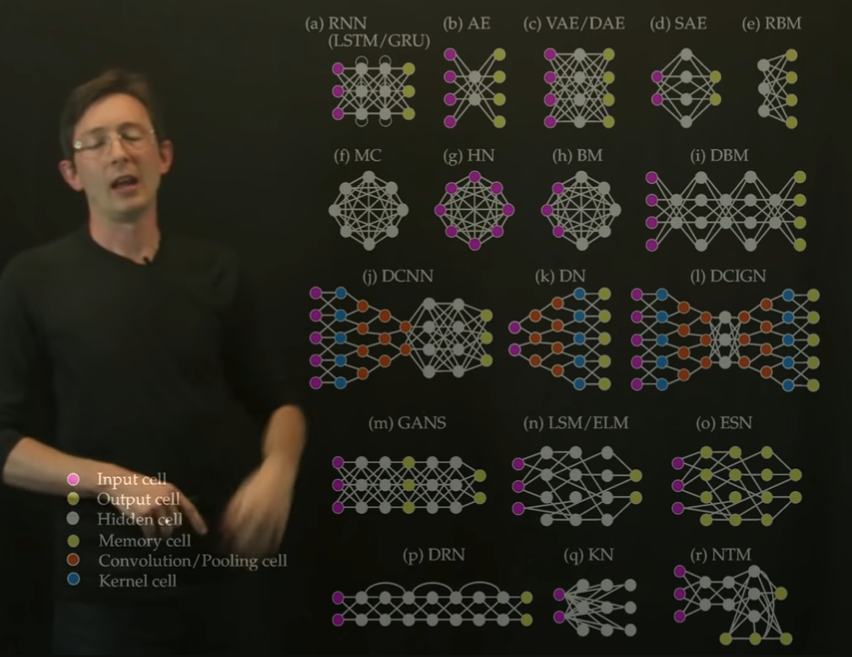 (a) RNN
(LSTM/GRU)
(b) AE
(c) VAE/DAE
(d) SAE
(e) RBM
(f) MC
(g) HN
(h) BM
(i) DBM
(j) DCNN
(k) DN
(l) DCIGN
(m) GANS
(n) LSM/ELM
(o) ESN
Input cell
Output cell
Hidden cell
Memory cell
Convolution/Pooling cell
Kernel cell
(p) DRN
(q) KN
(r) NTM